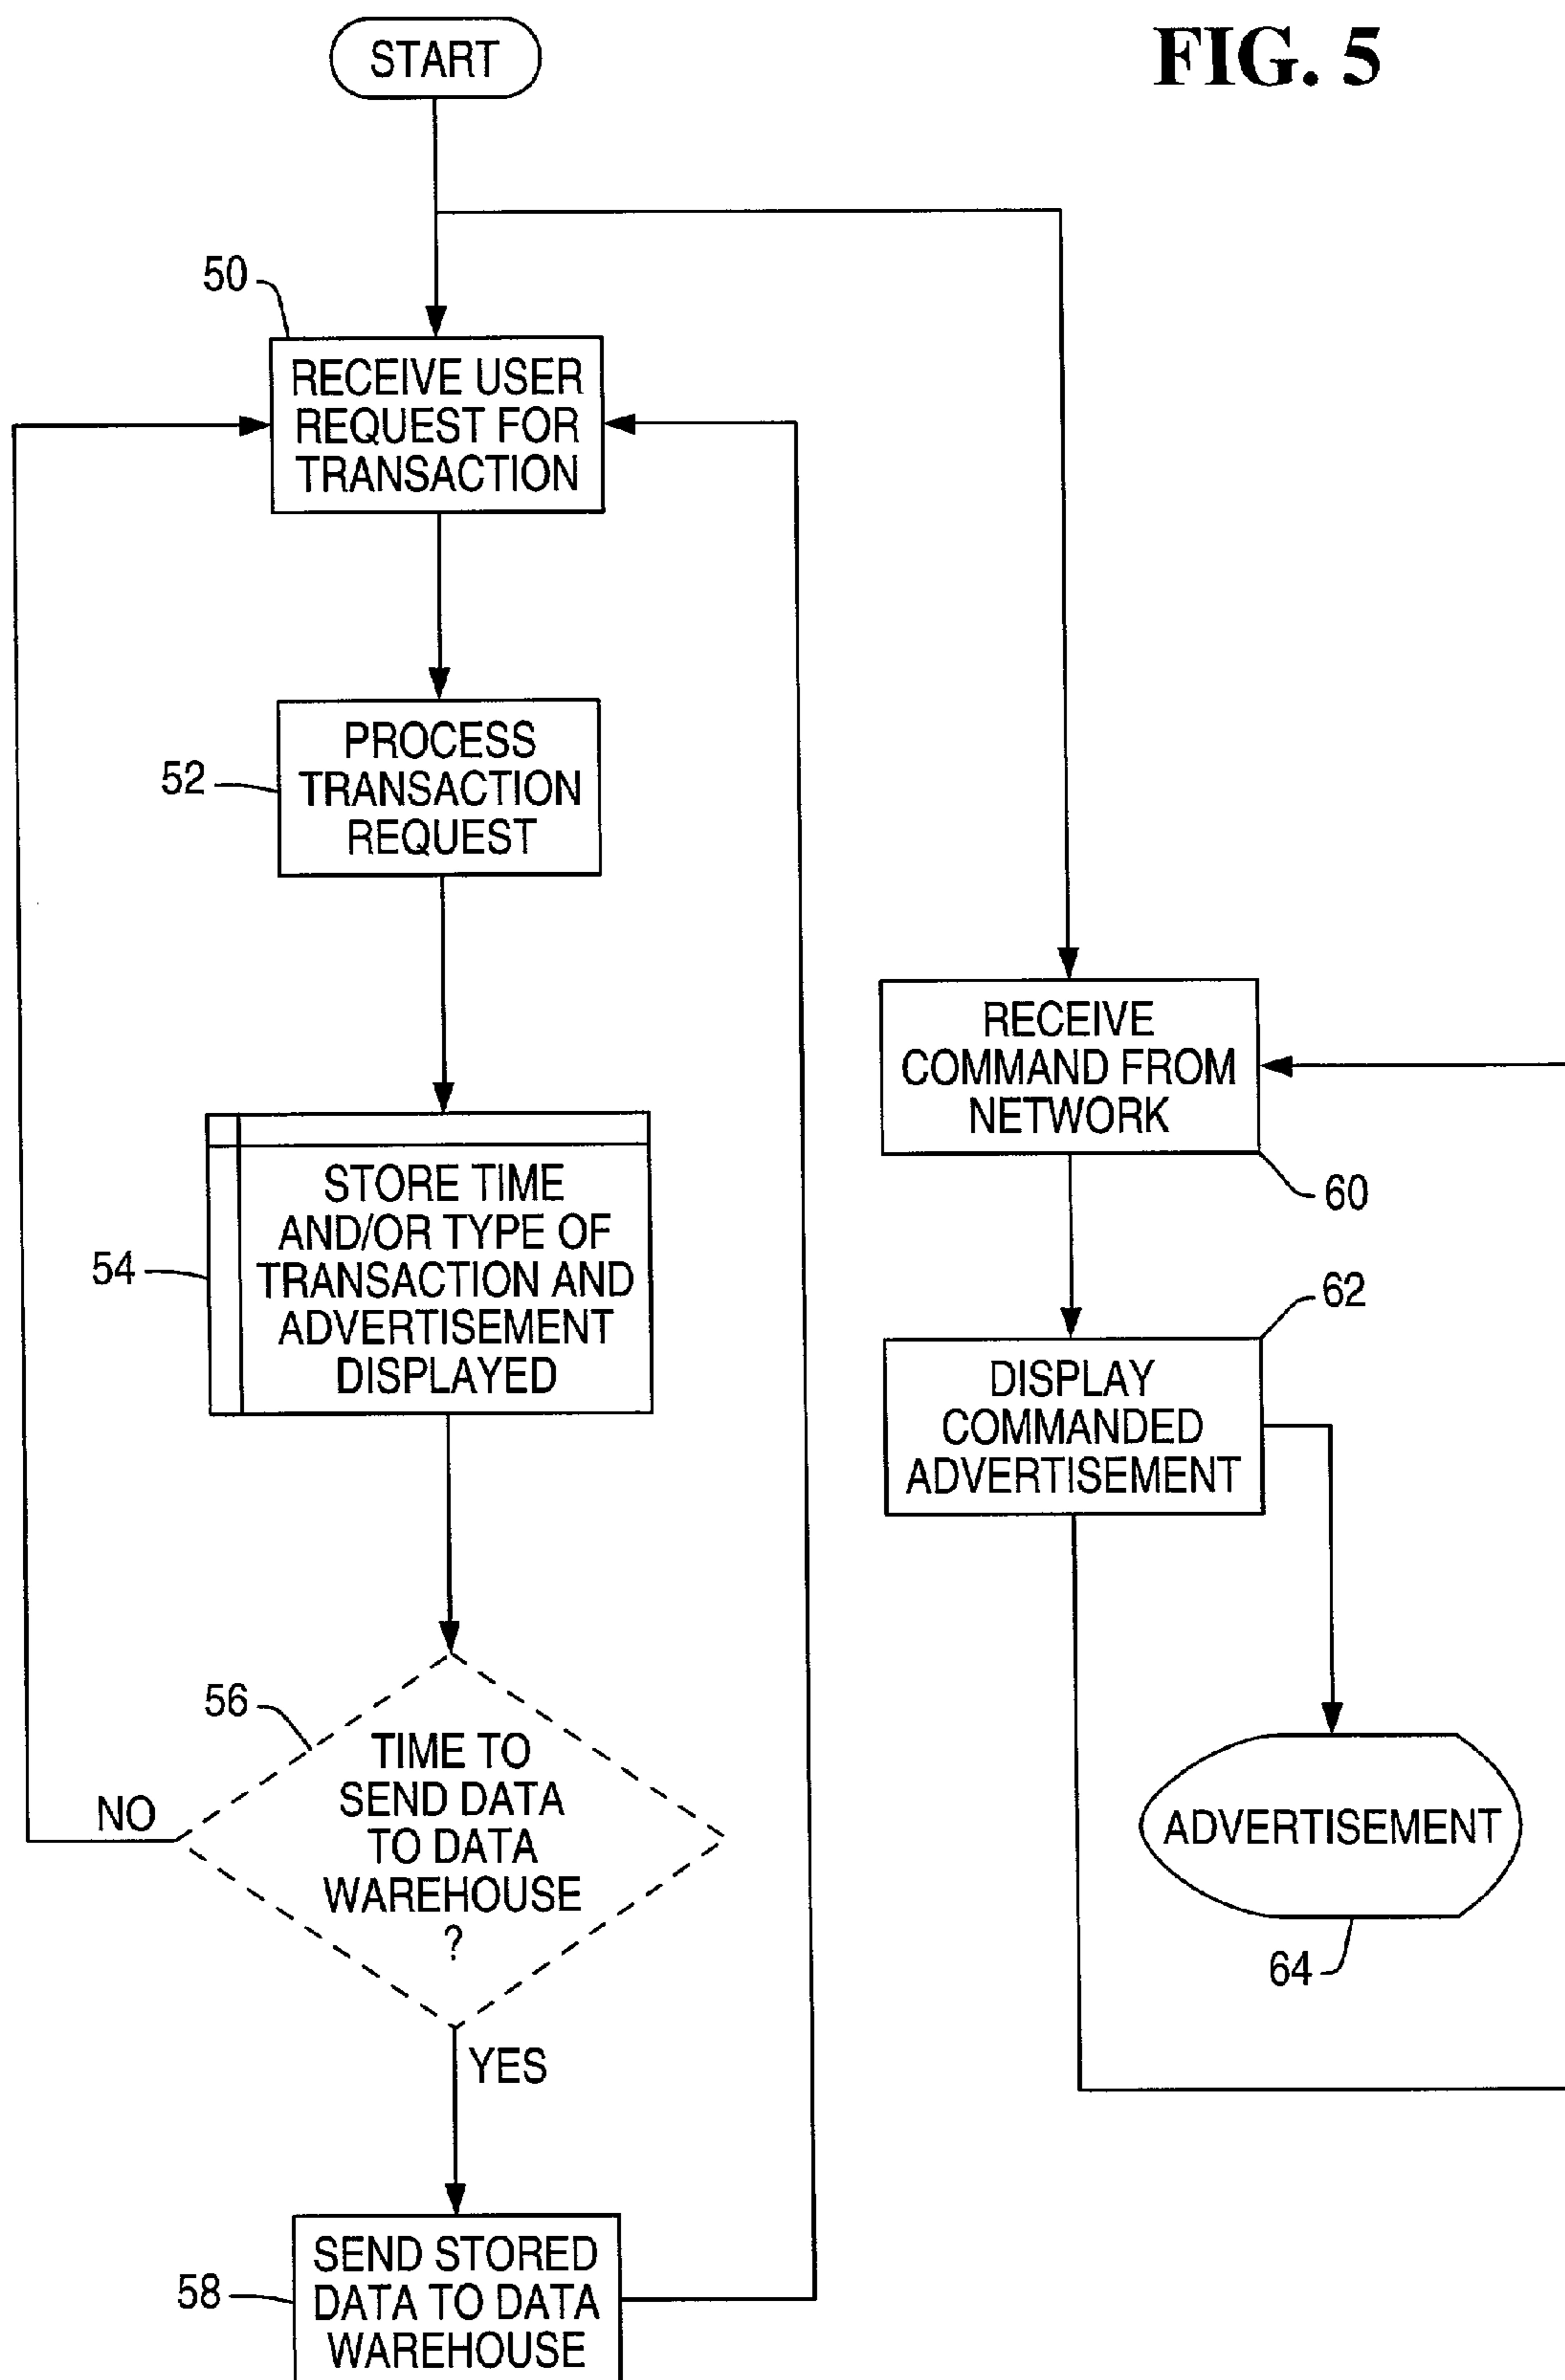 FIG. 5
START
50
RECEIVE USER
REQUEST FOR
TRANSACTION
52
PROCESS
TRANSACTION
REQUEST
54
STORE TIME
AND/OR TYPE OF
TRANSACTION AND
ADVERTISEMENT
DISPLAYED
56
TIME TO
SEND DATA
TO DATA
WAREHOUSE
?
NO
YES
58
SEND STORED
DATA TO DATA
WAREHOUSE
RECEIVE
COMMAND FROM
NETWORK
60
62
DISPLAY
COMMANDED
ADVERTISEMENT
ADVERTISEMENT
64